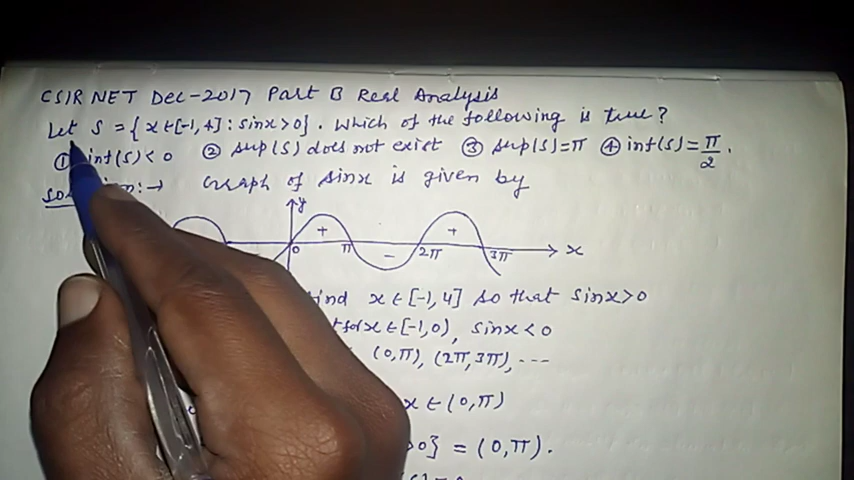 CSIR NET Dec-2017 Part B Real Analysis
Let S = {x∈[-1,4] : sinx>0}. Which of the following is true?
① inf(S)<0 ② sup(S) does not exist ③ sup(S)=π ④ inf(S)=π/2.
Graph of sinx is given by
y
+ +
0 π 2π 3π x
-
find x∈[-1,4] so that sinx>0
for x∈[-1,0), sinx<0
(0,π), (2π,3π), ---
x∈(0,π)
>0} = (0,π).